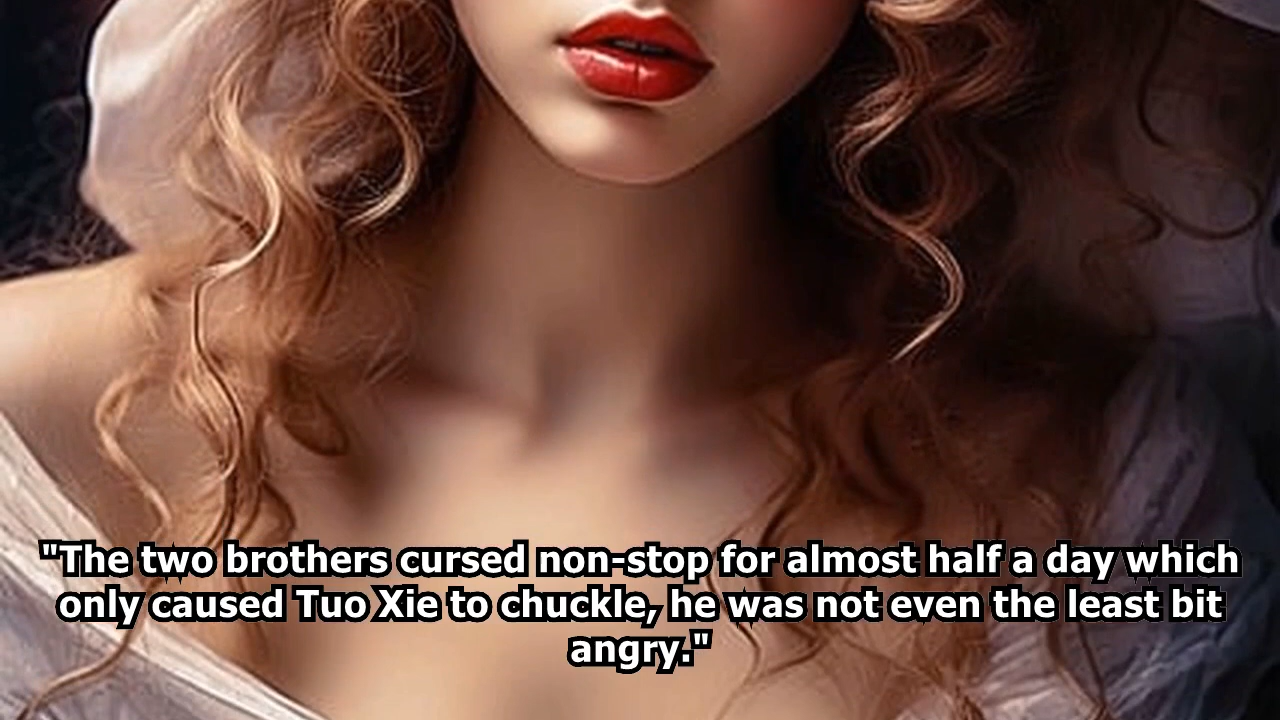 "The two brothers cursed non-stop for almost half a day which
only caused Tuo Xie to chuckle, he was not even the least bit
angry."